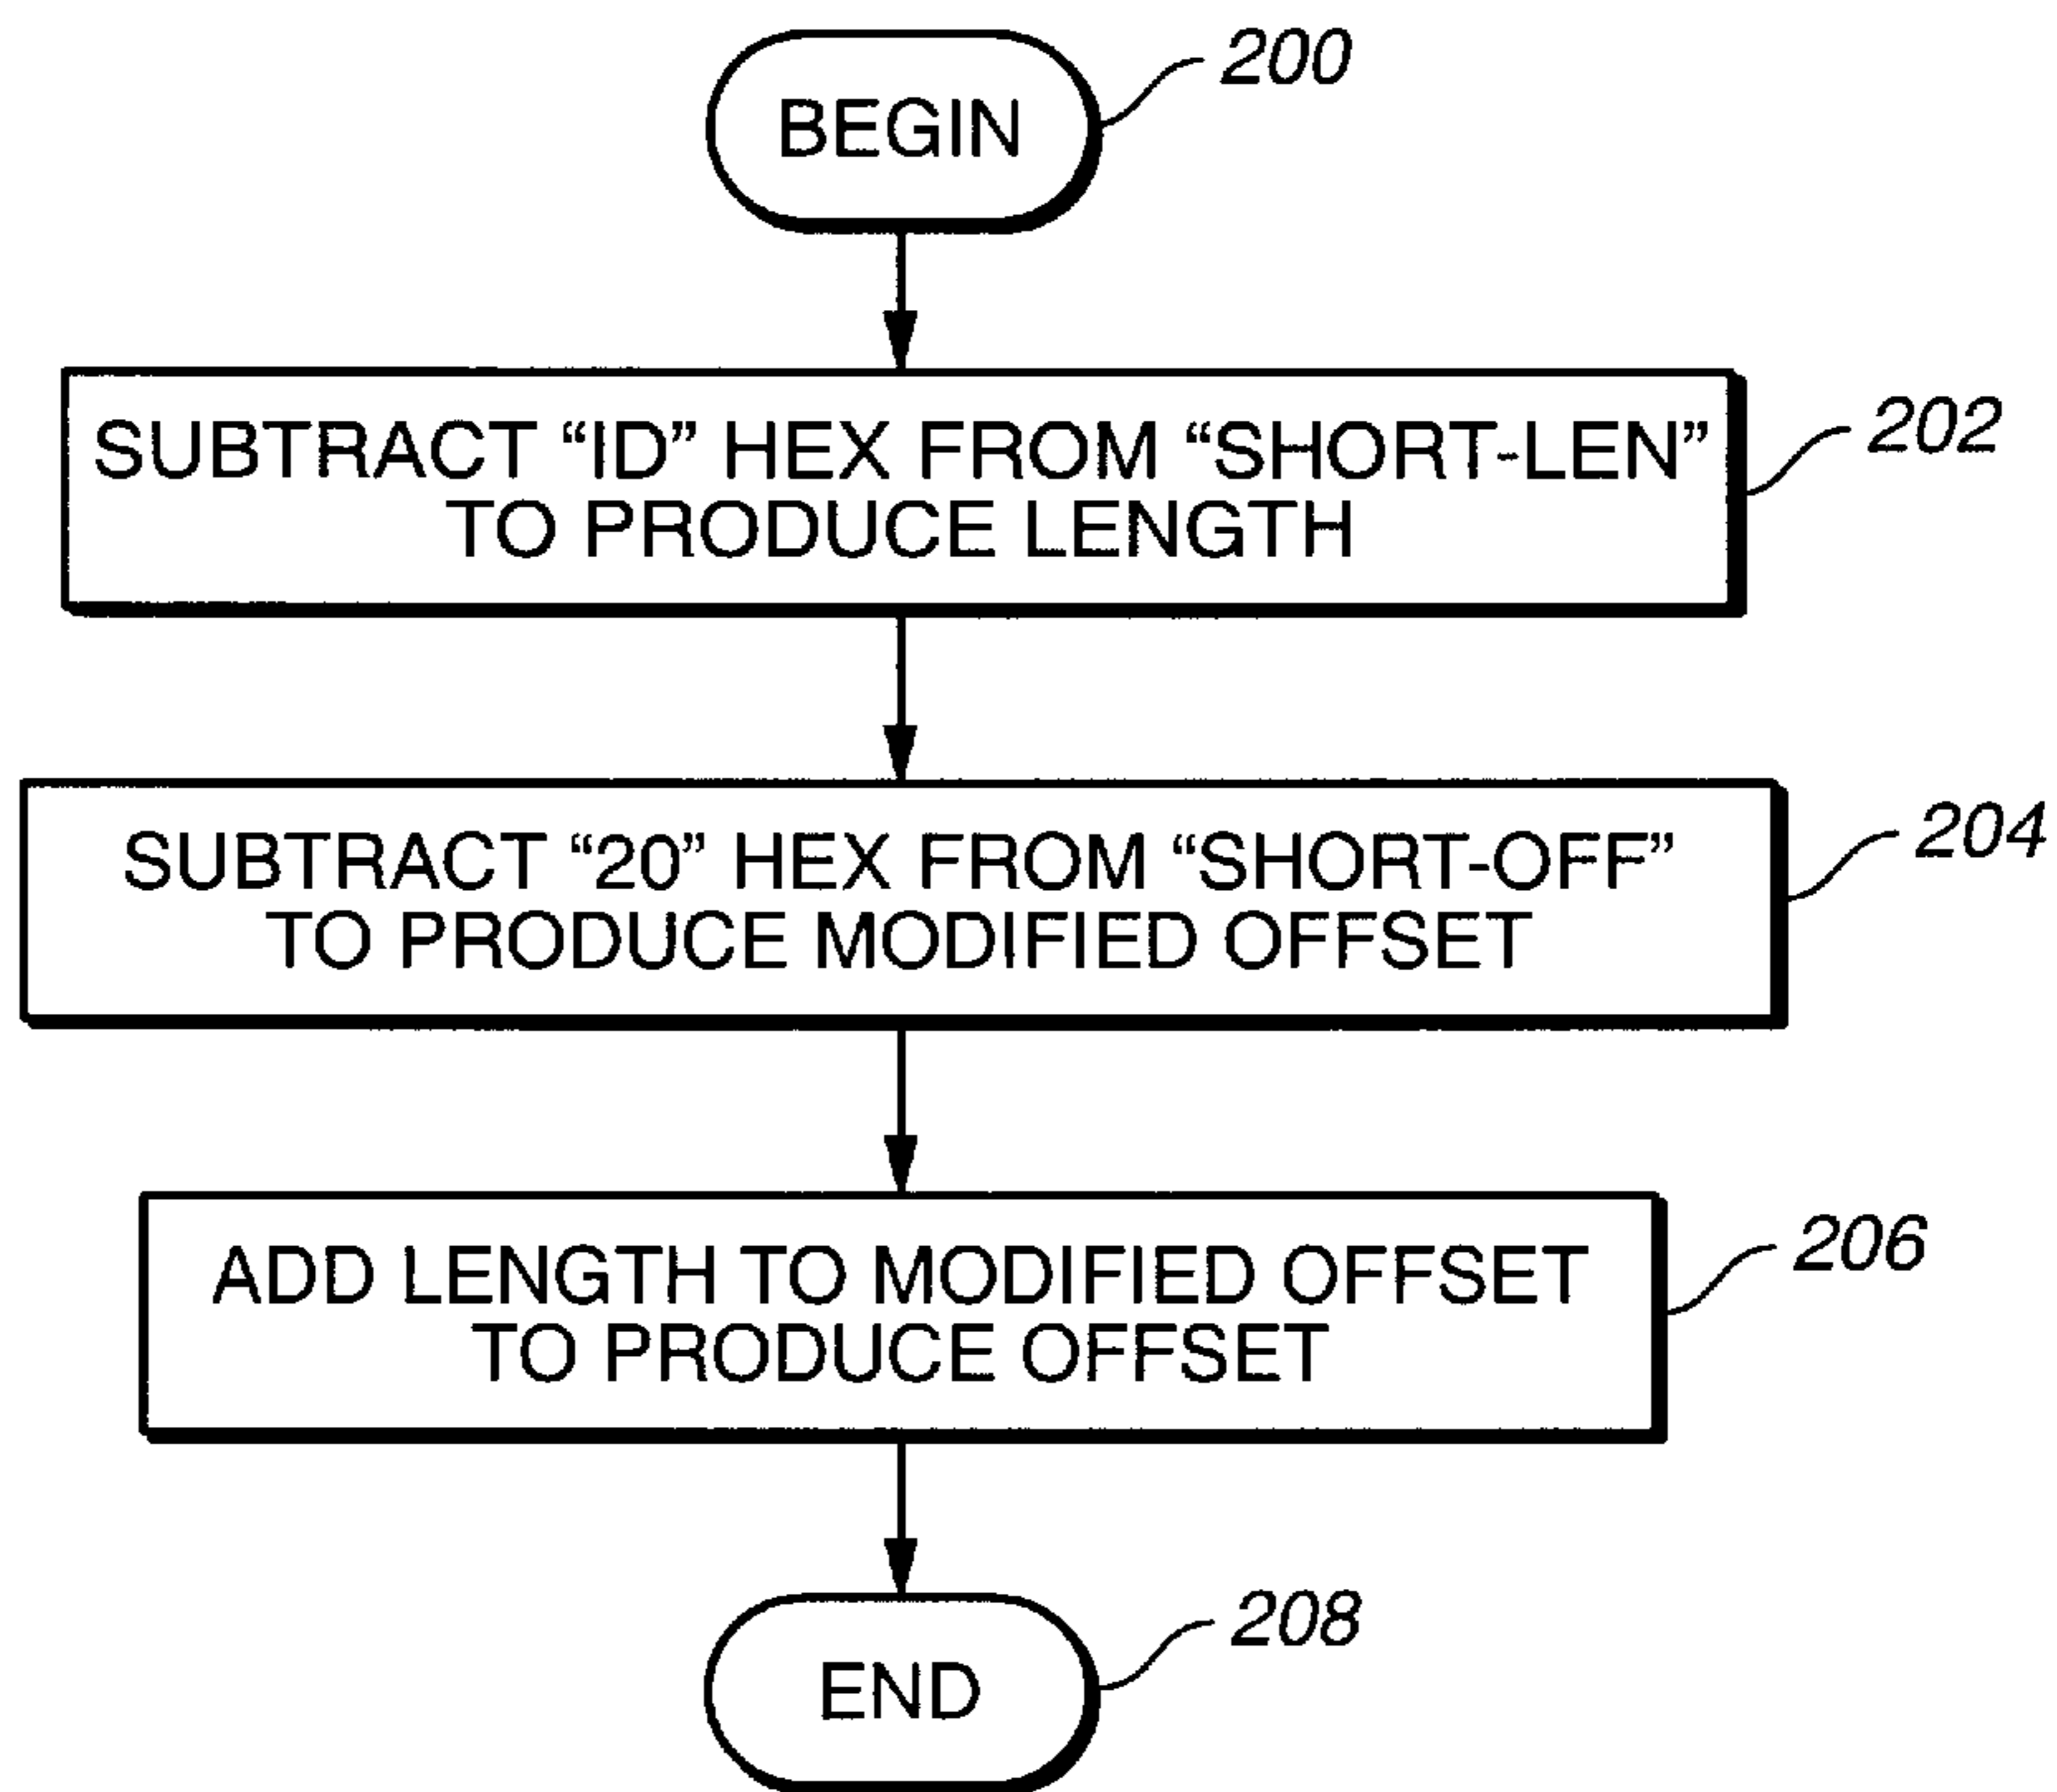 BEGIN
200
SUBTRACT “ID” HEX FROM “SHORT-LEN”
TO PRODUCE LENGTH
202
SUBTRACT “20” HEX FROM “SHORT-OFF”
TO PRODUCE MODIFIED OFFSET
204
ADD LENGTH TO MODIFIED OFFSET
TO PRODUCE OFFSET
206
END
208